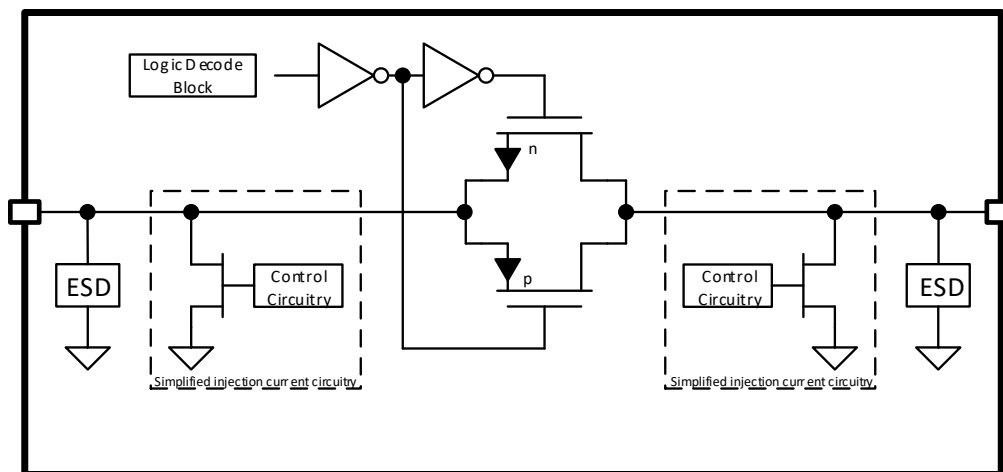 Logic Decode
Block
n
p
ESD
Control
Circuitry
Simplified injection current circuitry
Control
Circuitry
ESD
Simplified injection current circuitry